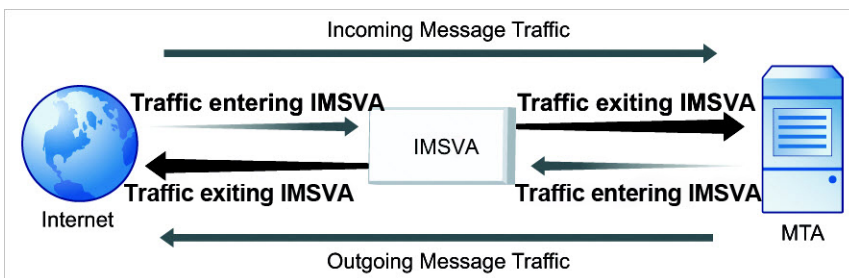 Incoming Message Traffic
Traffic entering IMSVA
Traffic exiting IMSVA
IMSVA
Traffic exiting IMSVA
Traffic entering IMSVA
Internet
MTA
Outgoing Message Traffic